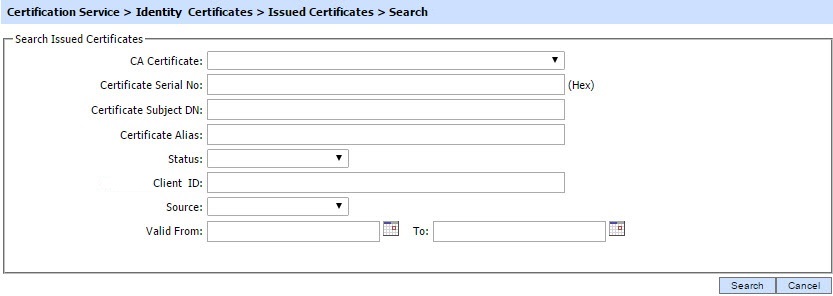 Certification Service > Identity Certificates > Issued Certificates > Search
Search Issued Certificates
CA Certificate:
Certificate Serial No: (Hex)
Certificate Subject DN:
Certificate Alias:
Status:
Client ID:
Source:
Valid From: To:
Search Cancel